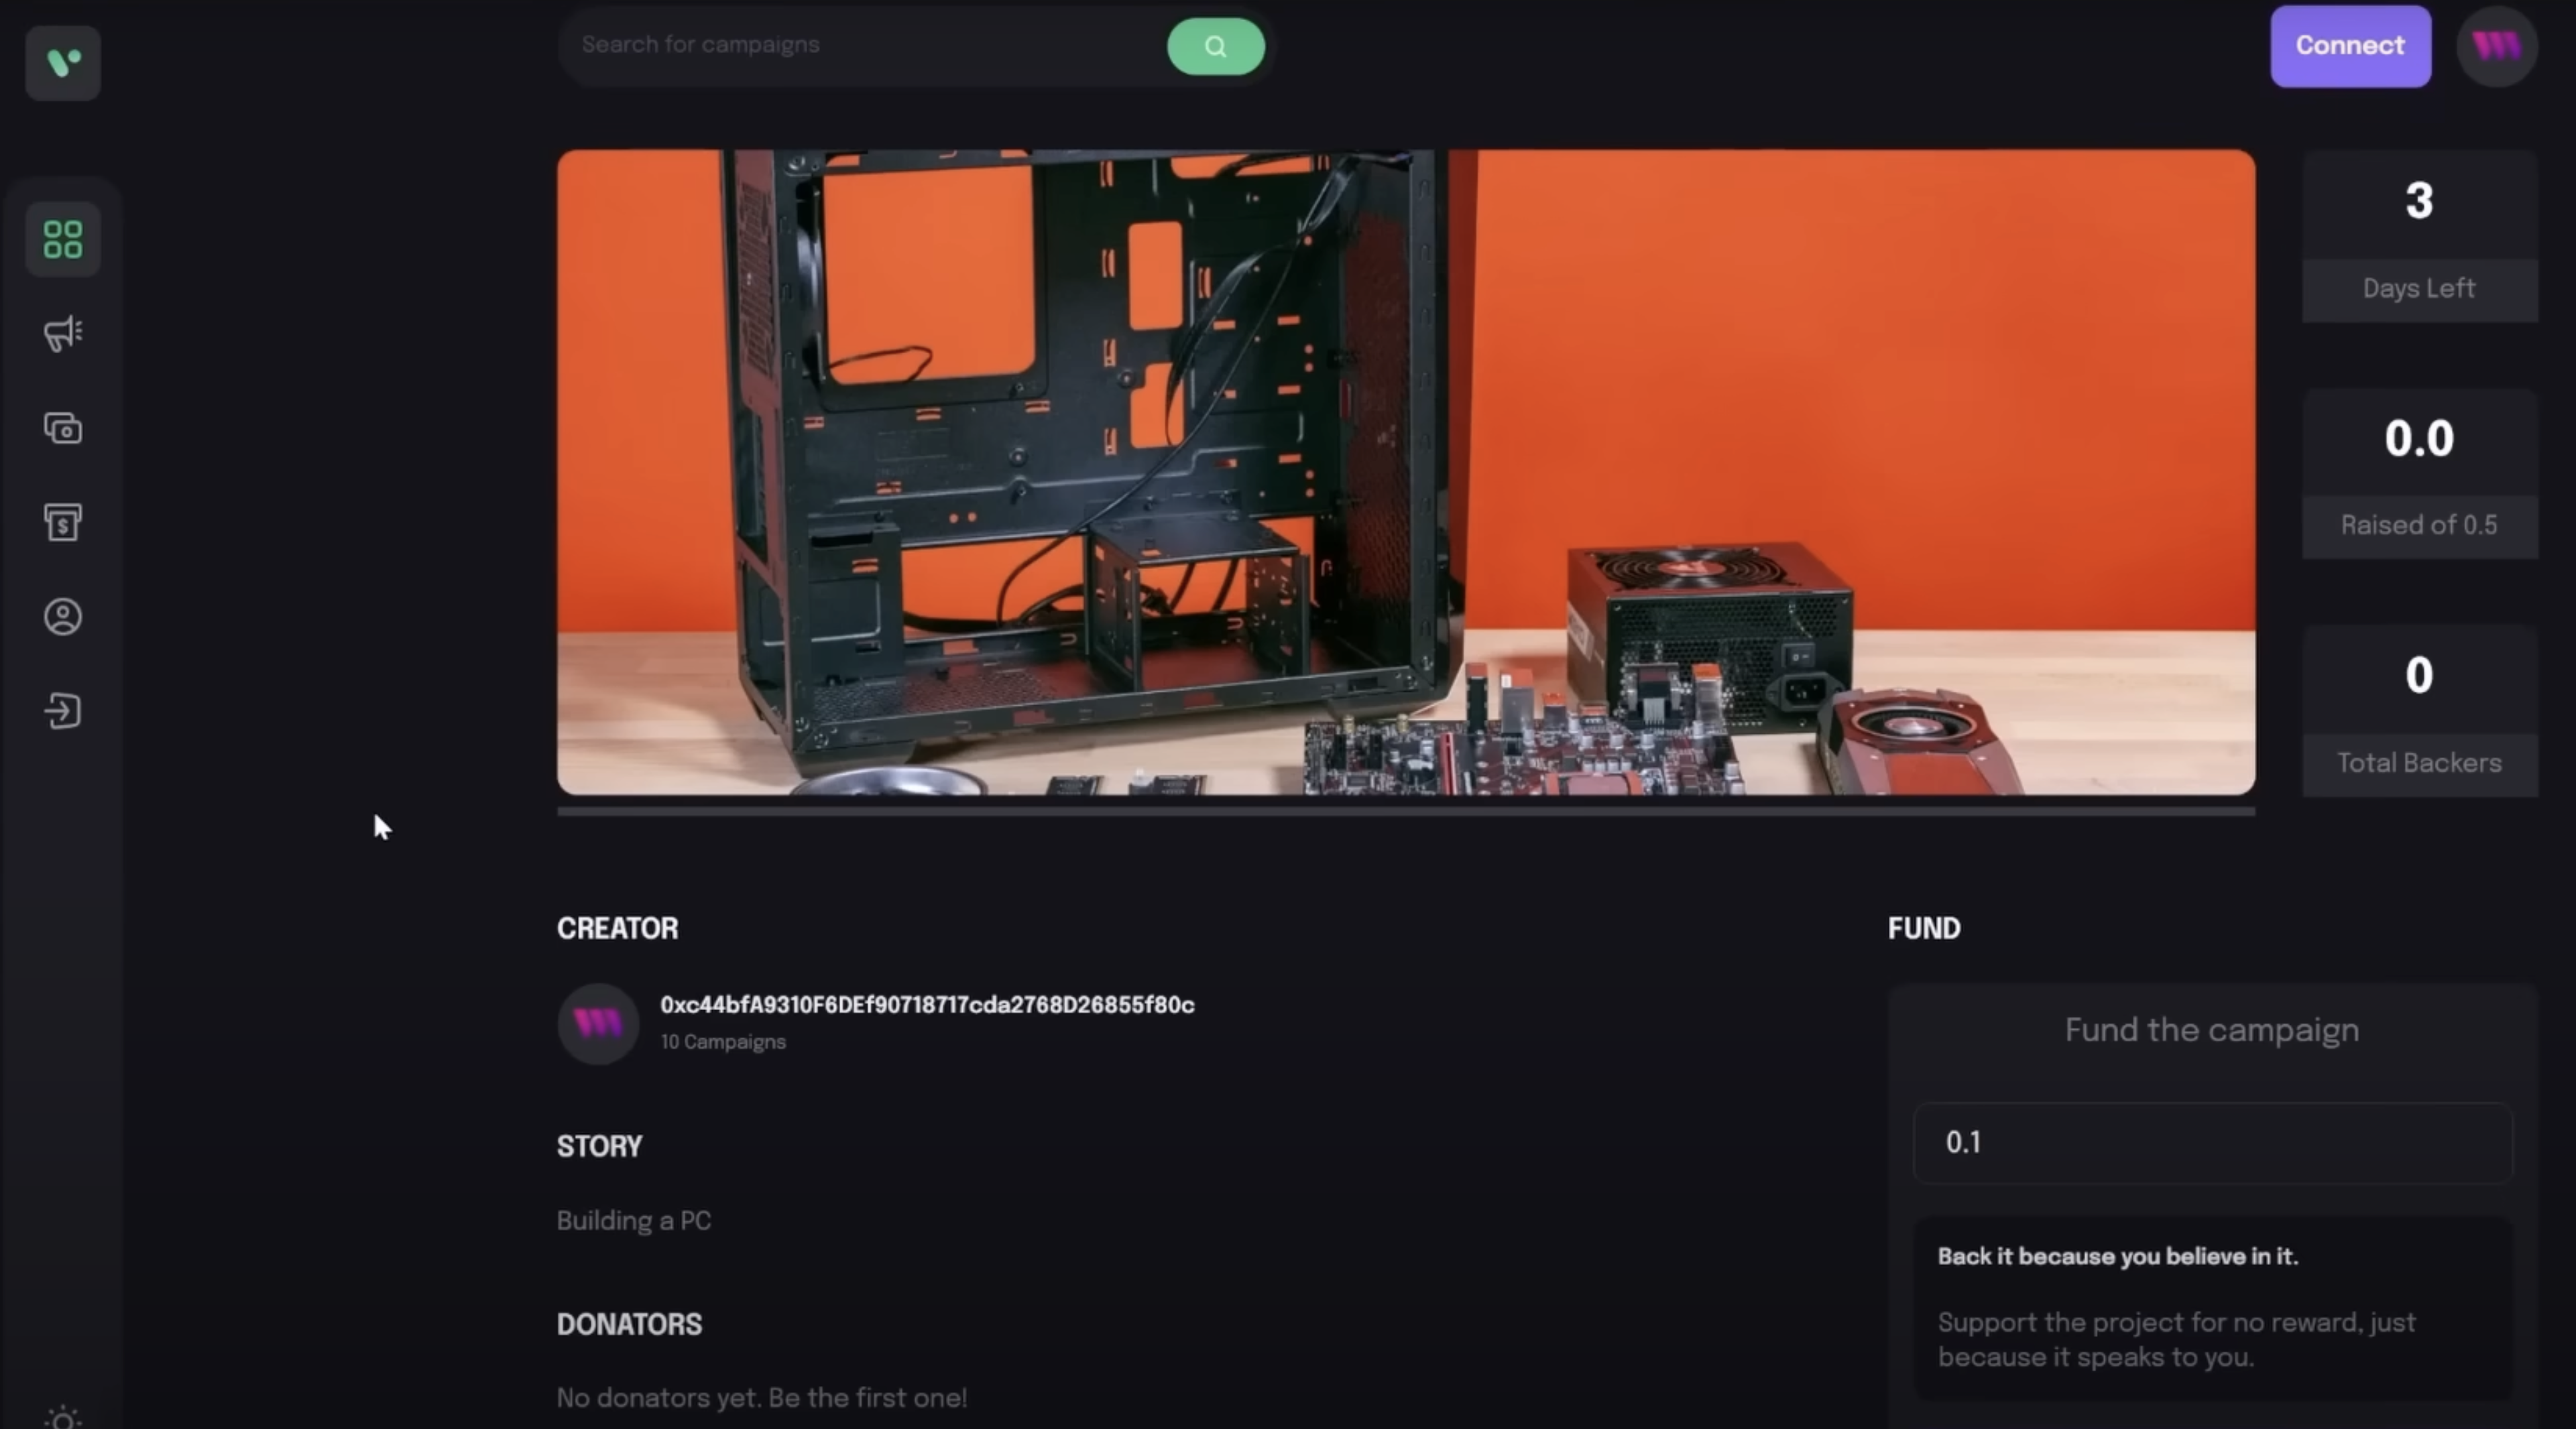 Search for campaigns
Connect
3
Days Left
0.0
Raised of 0.5
0
Total Backers
CREATOR
0xc44bfA9310F6DEf90718717cda2768D26855f80c
10 Campaigns
STORY
Building a PC
DONATORS
No donators yet. Be the first one!
FUND
Fund the campaign
0.1
Back it because you believe in it.
Support the project for no reward, just
because it speaks to you.